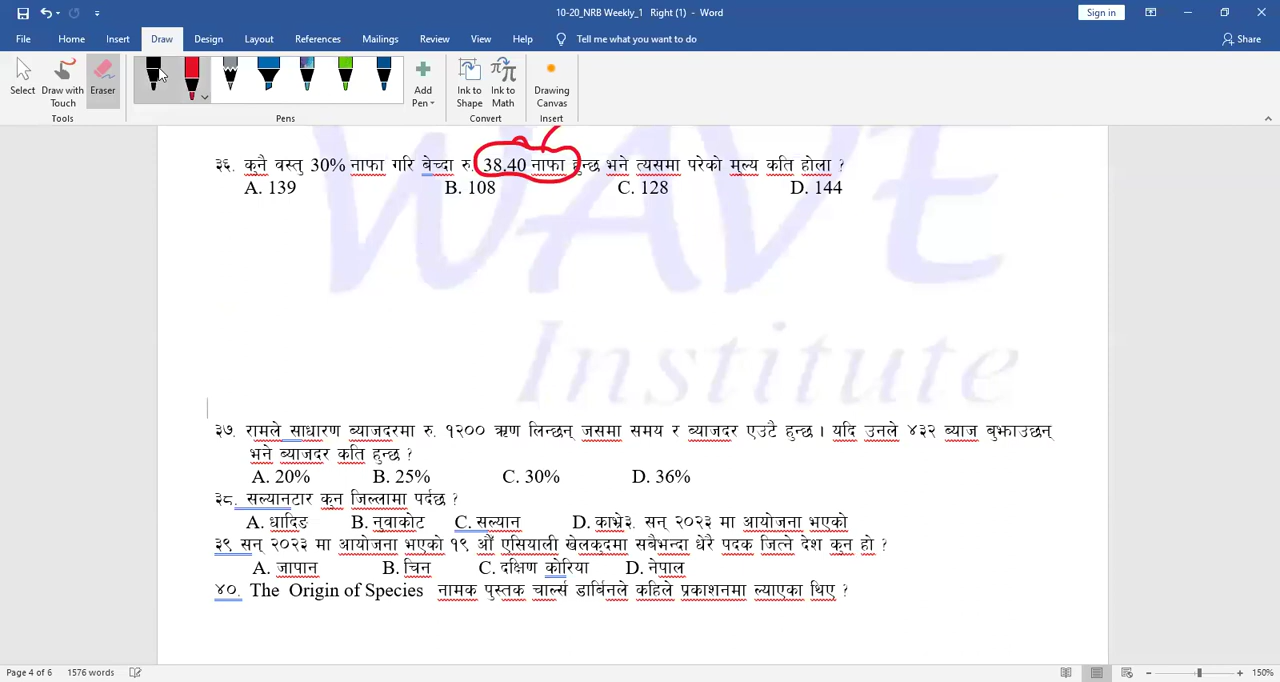 10-20_NRB Weekly_1 Right (1) - Word
Sign in
File Home Insert Draw Design Layout References Mailings Review View Help Tell me what you want to do Share
Select Draw with Touch Eraser Add Pen Ink to Shape Ink to Math Drawing Canvas
Tools Pens Convert Insert
WAVE
३६. कुनै वस्तु 30% नाफा गरि बेच्दा रु. 38.40 नाफा हुन्छ भने त्यसमा परेको मुल्य कति होला ?
A. 139 B. 108 C. 128 D. 144
Institute
३७. रामले साधारण ब्याजदरमा रु. १२०० ऋण लिन्छन् जसमा समय र ब्याजदर एउटै हुन्छ । यदि उनले ४३२ ब्याज बुझाउछन्
भने ब्याजदर कति हुन्छ ?
A. 20% B. 25% C. 30% D. 36%
३८. सल्यानटार कुन जिल्लामा पर्दछ ?
A. धादिङ B. नुवाकोट C. सल्यान D. काभ्रे३. सन् २०२३ मा आयोजना भएको
३९ सन् २०२३ मा आयोजना भएको १९ औं एसियाली खेलकुदमा सबैभन्दा धेरै पदक जित्ने देश कुन हो ?
A. जापान B. चिन C. दक्षिण कोरिया D. नेपाल
४०. The Origin of Species नामक पुस्तक चार्ल्स डार्बिनले कहिले प्रकाशनमा ल्याएका थिए ?
Page 4 of 6 1576 words 150%